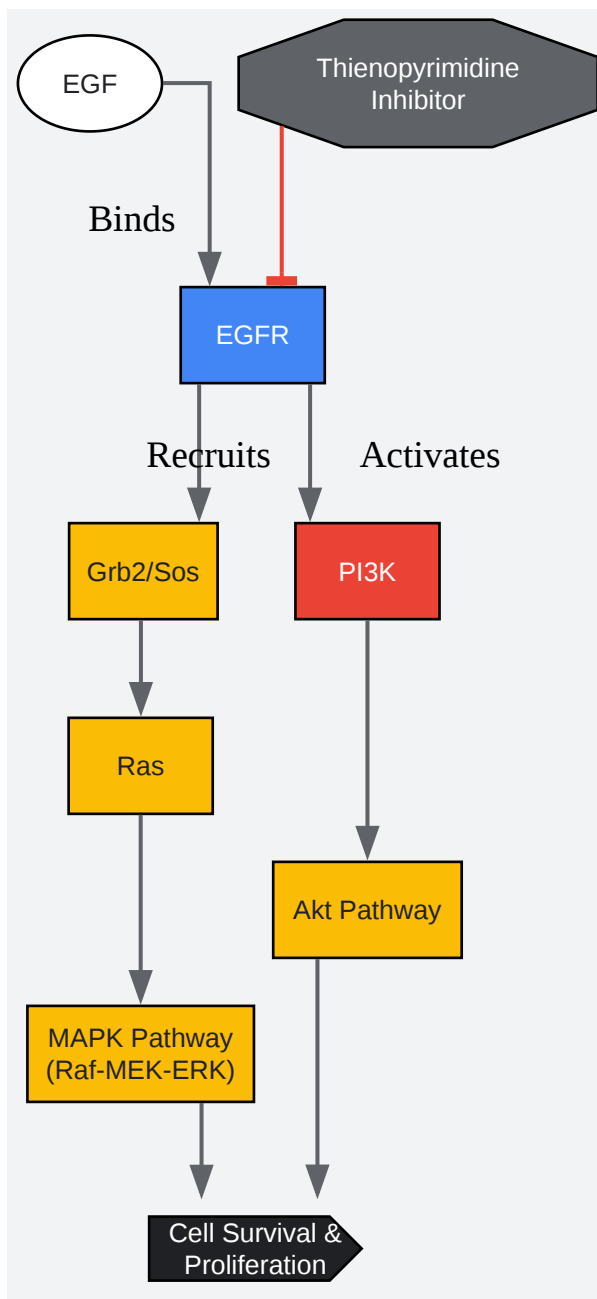 EGF
Thienopyrimidine
Inhibitor
Binds
EGFR
Recruits
Activates
Grb2/Sos
PI3K
Ras
Akt Pathway
MAPK Pathway
(Raf-MEK-ERK)
Cell Survival &
Proliferation